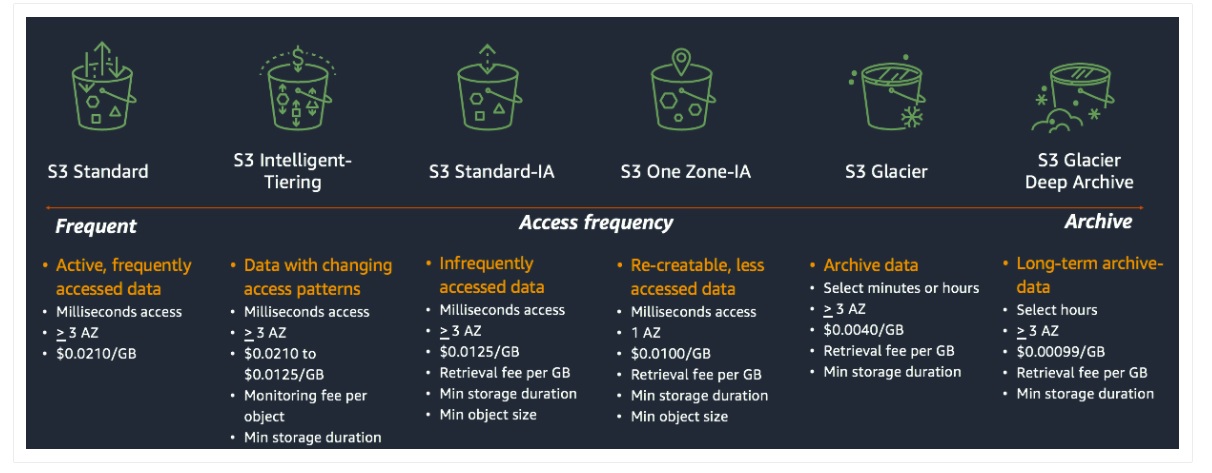 S3 Standard
S3 Intelligent-
Tiering
S3 Standard-IA
S3 One Zone-IA
S3 Glacier
S3 Glacier
Deep Archive
Frequent
Access frequency
Archive
• Active, frequently
accessed data
• Milliseconds access
• ≥ 3 AZ
• $0.0210/GB
• Data with changing
access patterns
• Milliseconds access
• ≥ 3 AZ
• $0.0210 to
$0.0125/GB
• Monitoring fee per
object
• Min storage duration
• Infrequently
accessed data
• Milliseconds access
• ≥ 3 AZ
• $0.0125/GB
• Retrieval fee per GB
• Min storage duration
• Min object size
• Re-creatable, less
accessed data
• Milliseconds access
• 1 AZ
• $0.0100/GB
• Retrieval fee per GB
• Min storage duration
• Min object size
• Archive data
• Select minutes or hours
• ≥ 3 AZ
• $0.0040/GB
• Retrieval fee per GB
• Min storage duration
• Long-term archive-
data
• Select hours
• ≥ 3 AZ
• $0.00099/GB
• Retrieval fee per GB
• Min storage duration